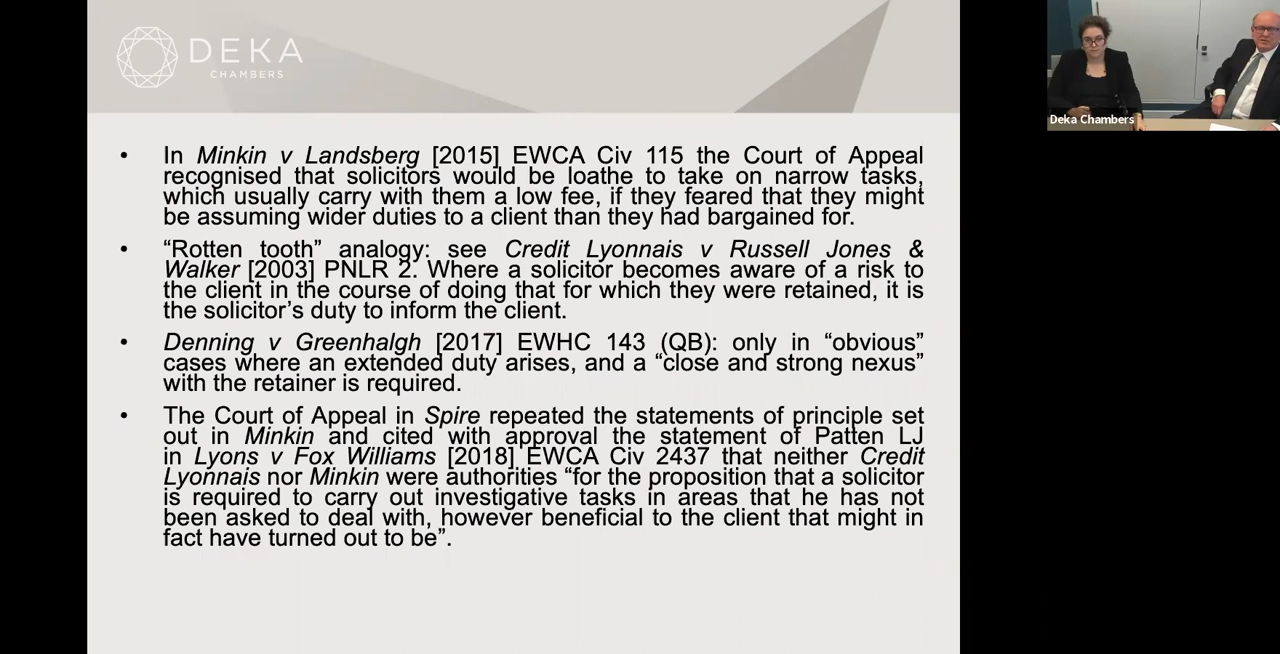 DEKA
CHAMBERS
• In Minkin v Landsberg [2015] EWCA Civ 115 the Court of Appeal
recognised that solicitors would be loathe to take on narrow tasks,
which usually carry with them a low fee, if they feared that they might
be assuming wider duties to a client than they had bargained for.
• “Rotten tooth” analogy: see Credit Lyonnais v Russell Jones &
Walker [2003] PNLR 2. Where a solicitor becomes aware of a risk to
the client in the course of doing that for which they were retained, it is
the solicitor’s duty to inform the client.
• Denning v Greenhalgh [2017] EWHC 143 (QB): only in “obvious”
cases where an extended duty arises, and a “close and strong nexus”
with the retainer is required.
• The Court of Appeal in Spire repeated the statements of principle set
out in Minkin and cited with approval the statement of Patten LJ
in Lyons v Fox Williams [2018] EWCA Civ 2437 that neither Credit
Lyonnais nor Minkin were authorities “for the proposition that a solicitor
is required to carry out investigative tasks in areas that he has not
been asked to deal with, however beneficial to the client that might in
fact have turned out to be”.
Deka Chambers